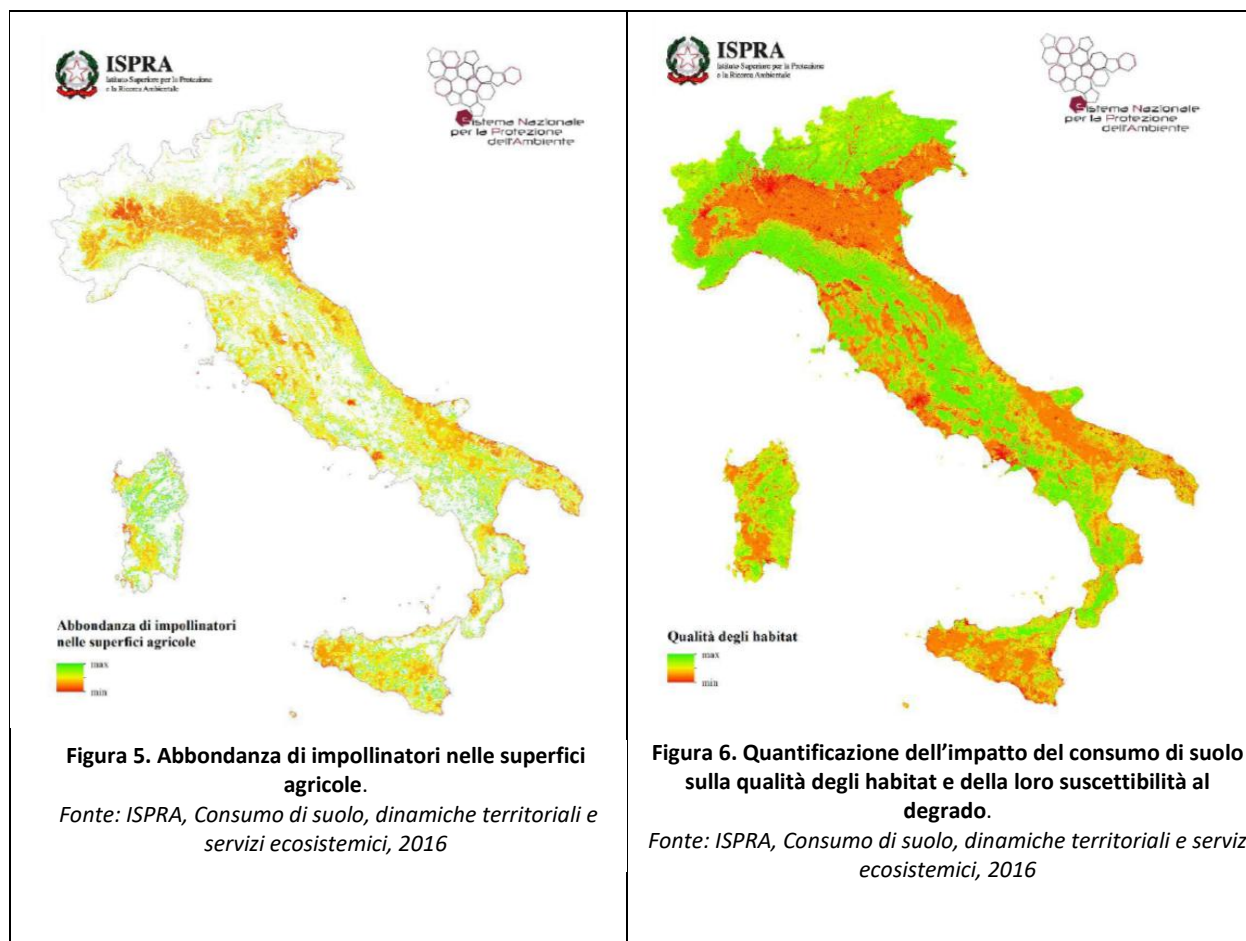 ISPRA
Istituto Superiore per la Protezione
e la Ricerca Ambientale
Sistema Nazionale
per la Protezione
dell'Ambiente
Abbondanza di impollinatori
nelle superfici agricole
max
min
Figura 5. Abbondanza di impollinatori nelle superfici
agricole.
Fonte: ISPRA, Consumo di suolo, dinamiche territoriali e
servizi ecosistemici, 2016
ISPRA
Istituto Superiore per la Protezione
e la Ricerca Ambientale
Sistema Nazionale
per la Protezione
dell'Ambiente
Qualità degli habitat
max
min
Figura 6. Quantificazione dell'impatto del consumo di suolo
sulla qualità degli habitat e della loro suscettibilità al
degrado.
Fonte: ISPRA, Consumo di suolo, dinamiche territoriali e serviz
ecosistemici, 2016